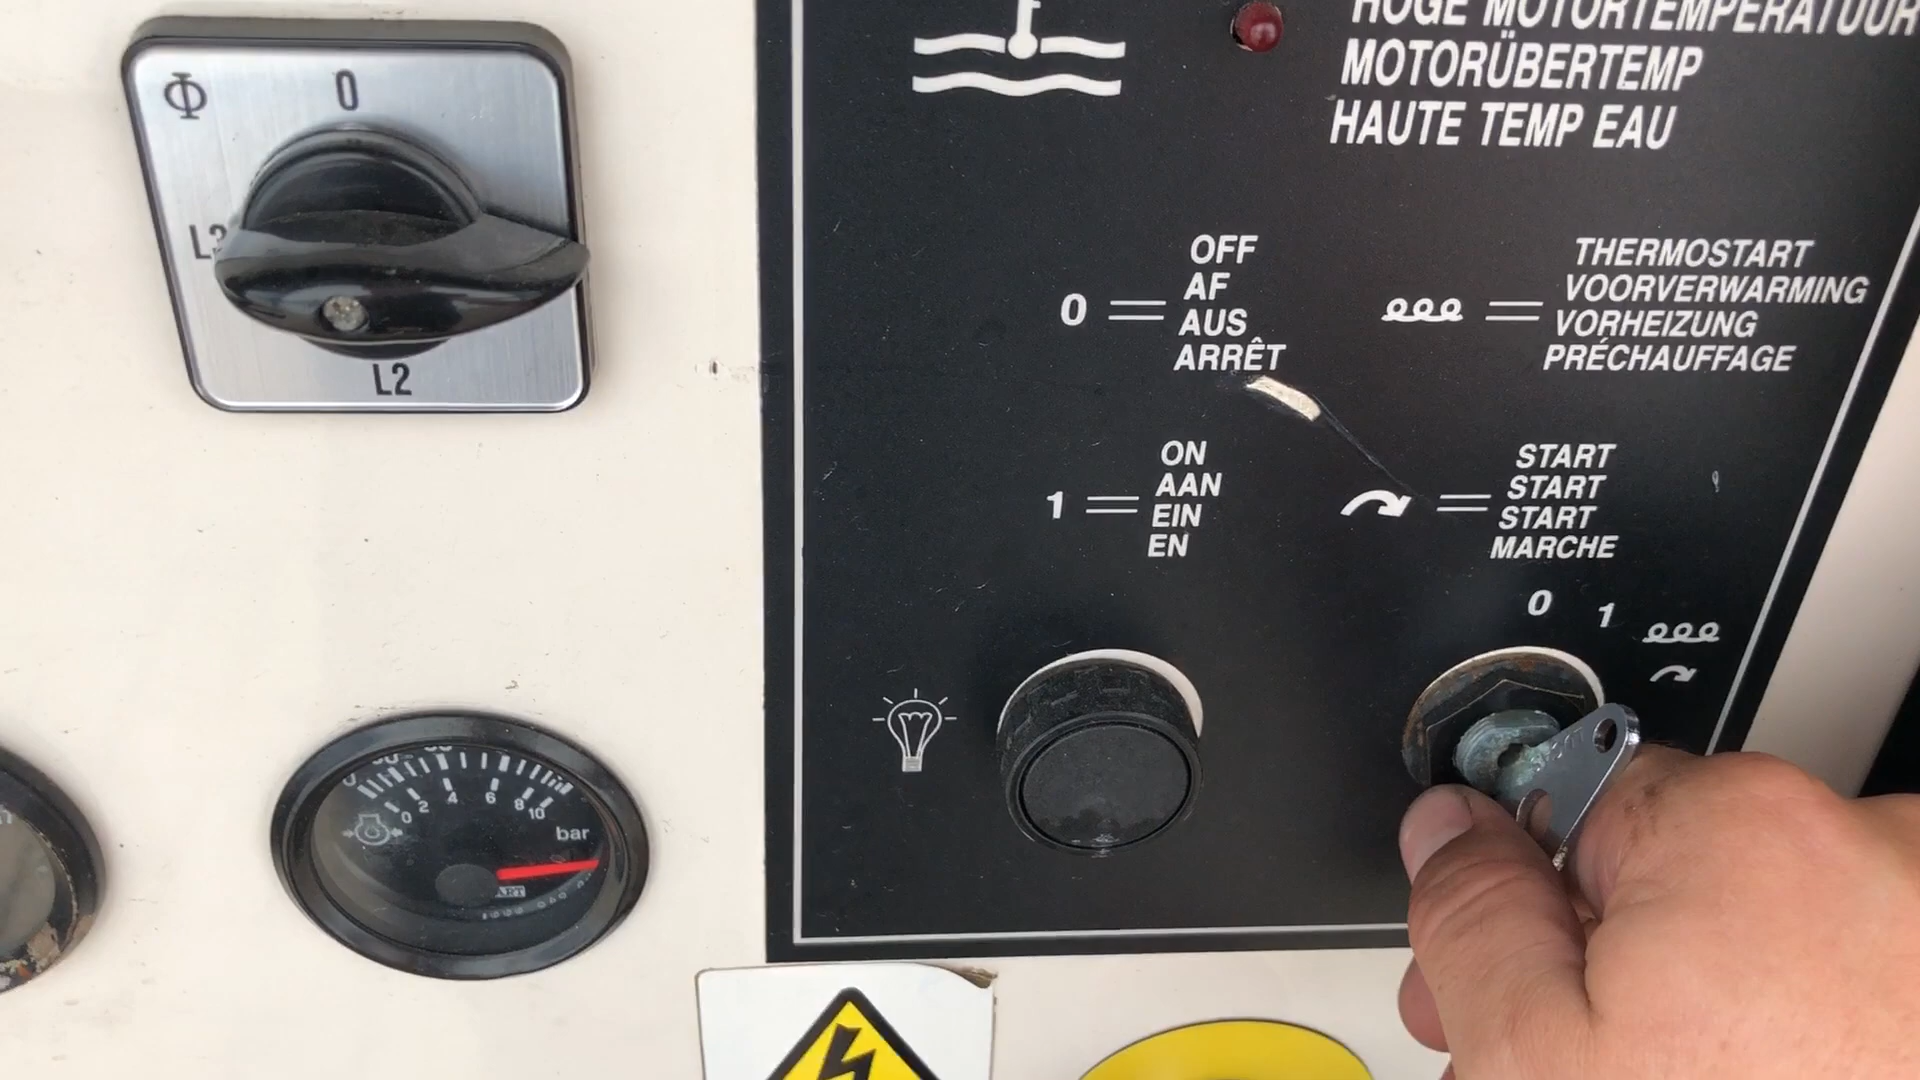 HOGE MOTORTEMPERATUUR
MOTORÜBERTEMP
HAUTE TEMP EAU
0
L2
OFF
AF
AUS
ARRÊT
0
THERMOSTART
VOORVERWARMING
VORHEIZUNG
PRÉCHAUFFAGE
ON
AAN
EIN
EN
1
START
START
START
MARCHE
0 1
0 2 4 6 8 10
bar